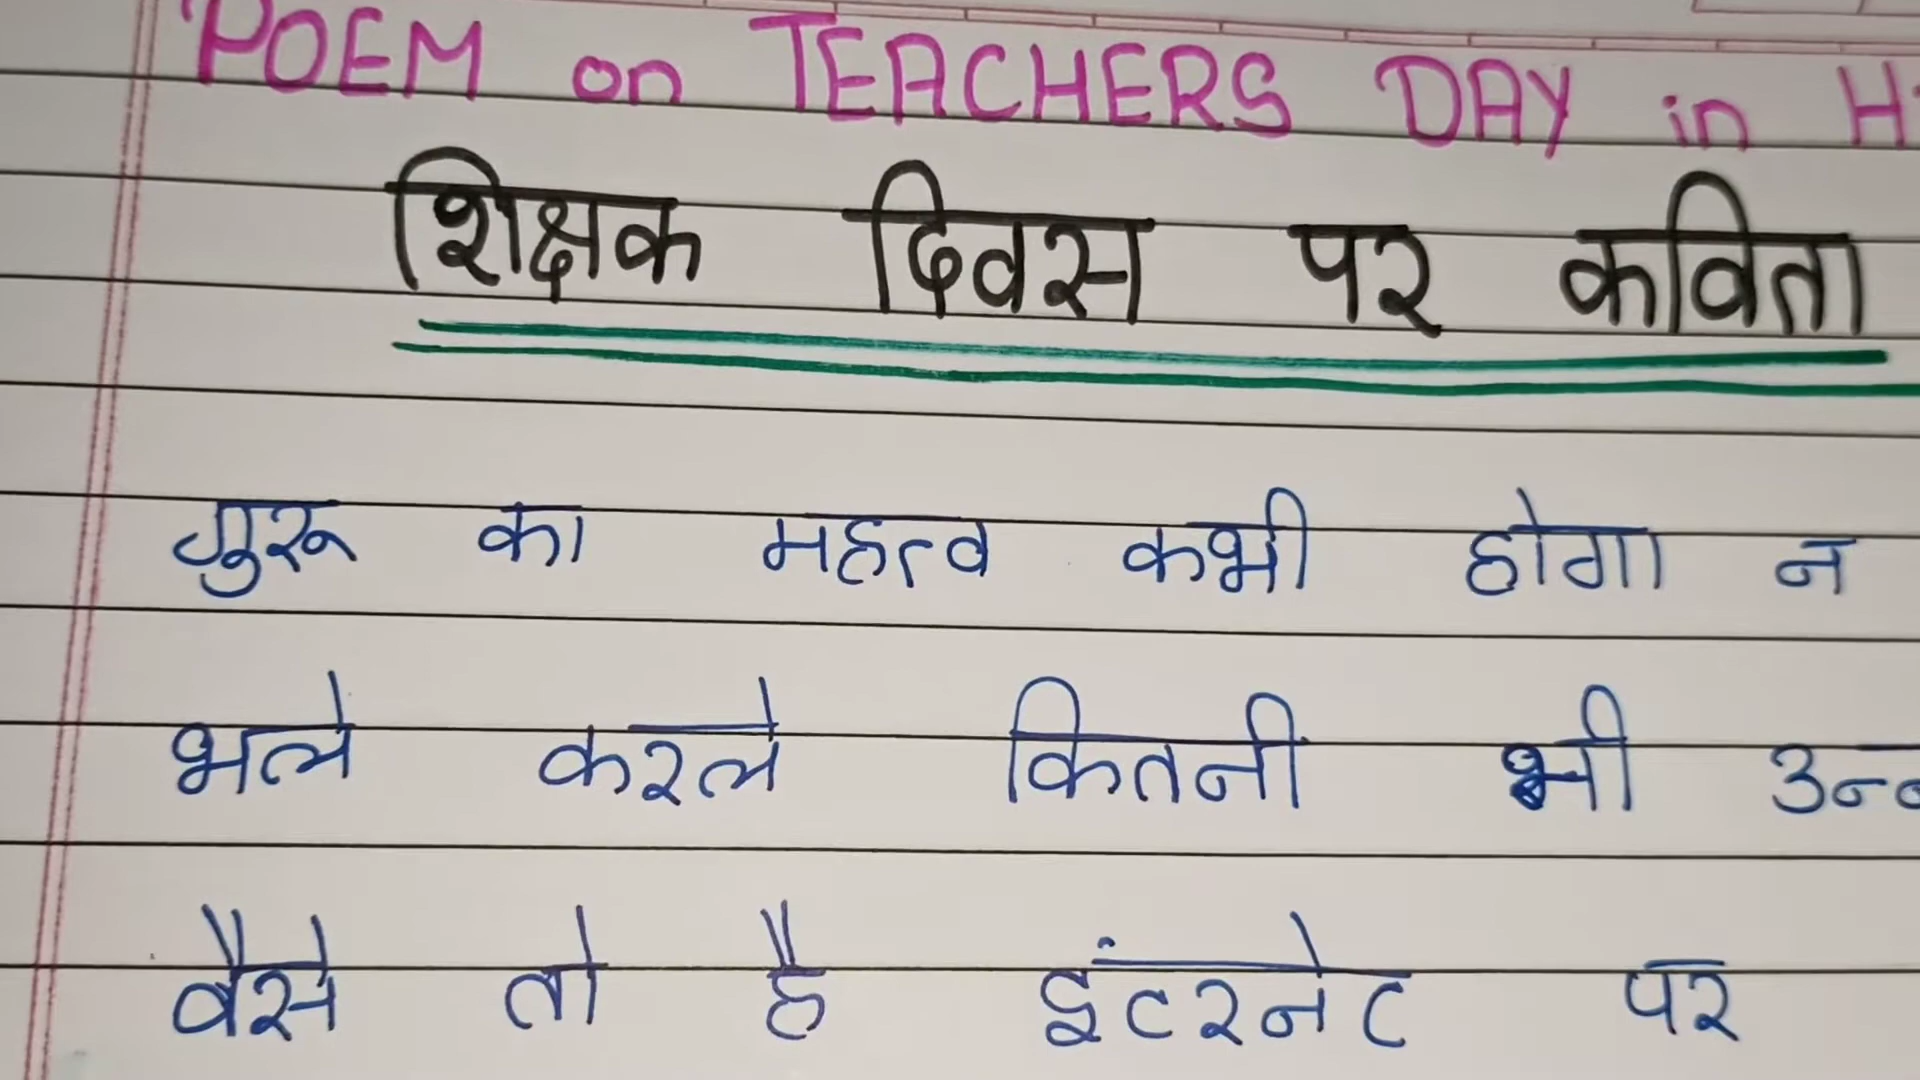 POEM on TEACHERS DAY in
शिक्षक दिवस पर कविता
गुरू का महत्व कभी होगा न
भले करले कितनी भी
वैसे तो है इंटरनेट पर